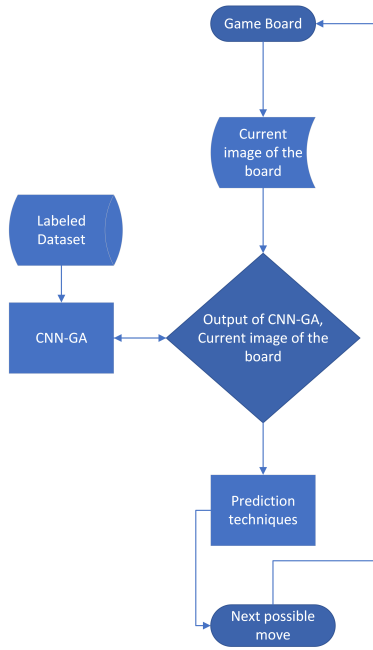 Game Board
Current
image of the
board
Labeled
Dataset
CNN-GA
Output of CNN-GA,
Current image of the
board
Prediction
techniques
Next possible
move